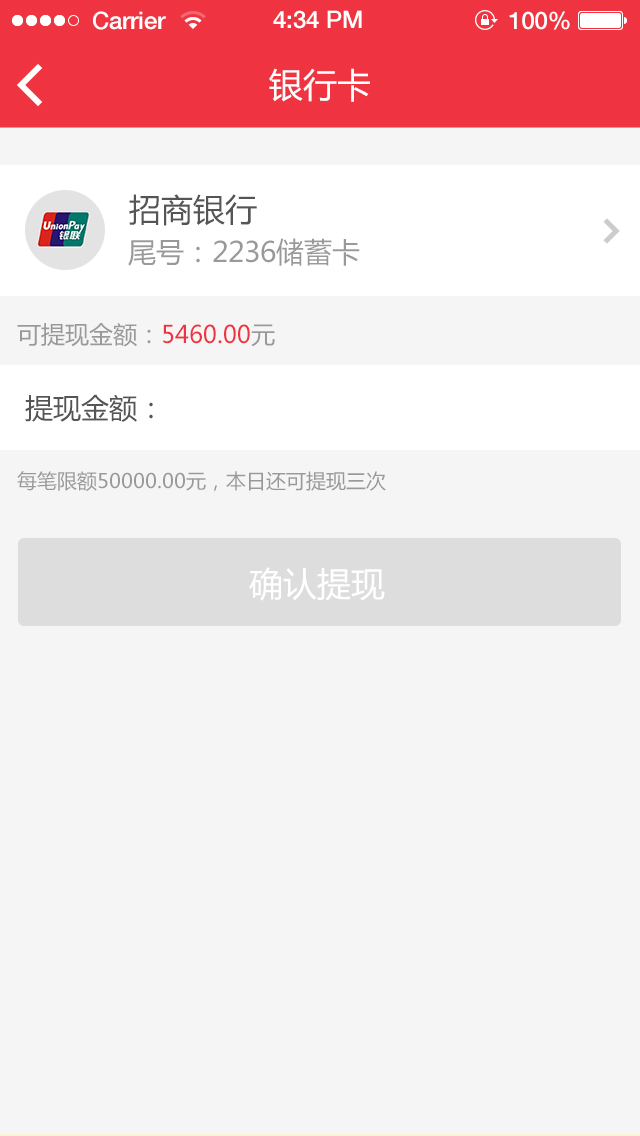 Carrier 4:34 PM 100%
银行卡
UnionPay
银联
招商银行
尾号：2236储蓄卡
可提现金额：5460.00元
提现金额：
每笔限额50000.00元，本日还可提现三次
确认提现